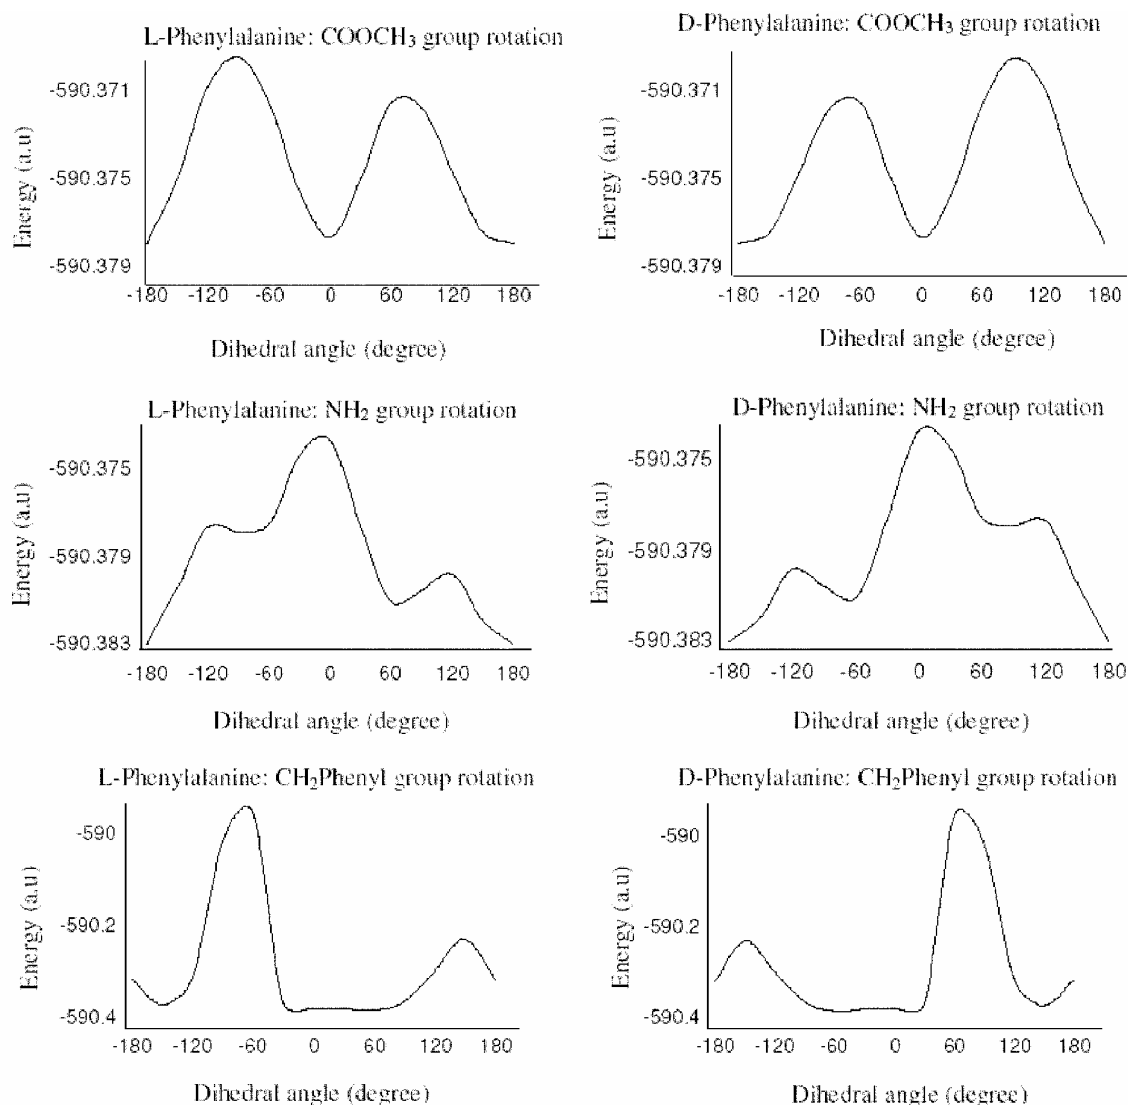 L-Phenylalanine: COOCH₃ group rotation
Energy (a.u)
-590.371
-590.375
-590.379
-180 -120 -60 0 60 120 180
Dihedral angle (degree)
D-Phenylalanine: COOCH₃ group rotation
Energy (a.u)
-590.371
-590.375
-590.379
-180 -120 -60 0 60 120 180
Dihedral angle (degree)
L-Phenylalanine: NH₂ group rotation
Energy (a.u)
-590.375
-590.379
-590.383
-180 -120 -60 0 60 120 180
Dihedral angle (degree)
D-Phenylalanine: NH₂ group rotation
Energy (a.u)
-590.375
-590.379
-590.383
-180 -120 -60 0 60 120 180
Dihedral angle (degree)
L-Phenylalanine: CH₂Phenyl group rotation
Energy (a.u)
-590
-590.2
-590.4
-180 -120 -60 0 60 120 180
Dihedral angle (degree)
D-Phenylalanine: CH₂Phenyl group rotation
Energy (a.u)
-590
-590.2
-590.4
-180 -120 -60 0 60 120 180
Dihedral angle (degree)